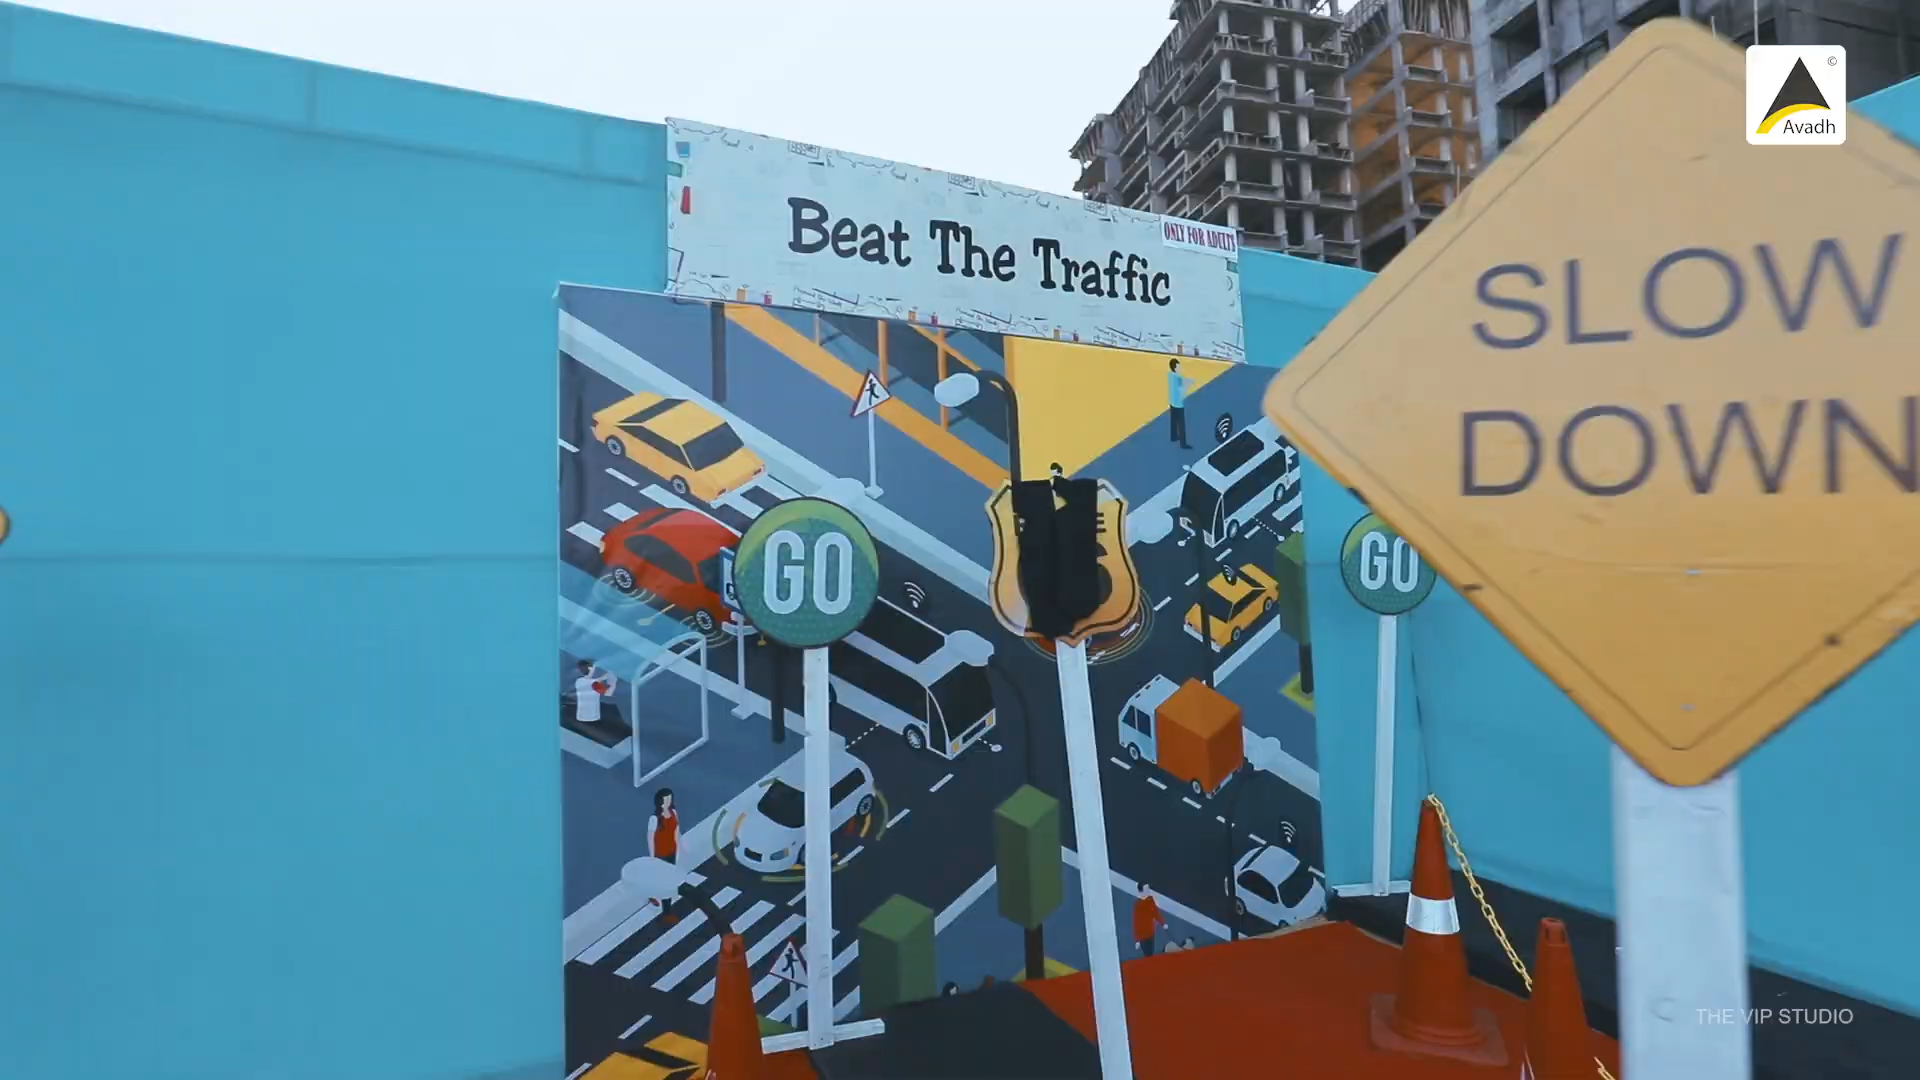 Avadh
©
Beat The Traffic
ONLY FOR ADULTS
SLOW
DOWN
GO
GO
THE VIP STUDIO